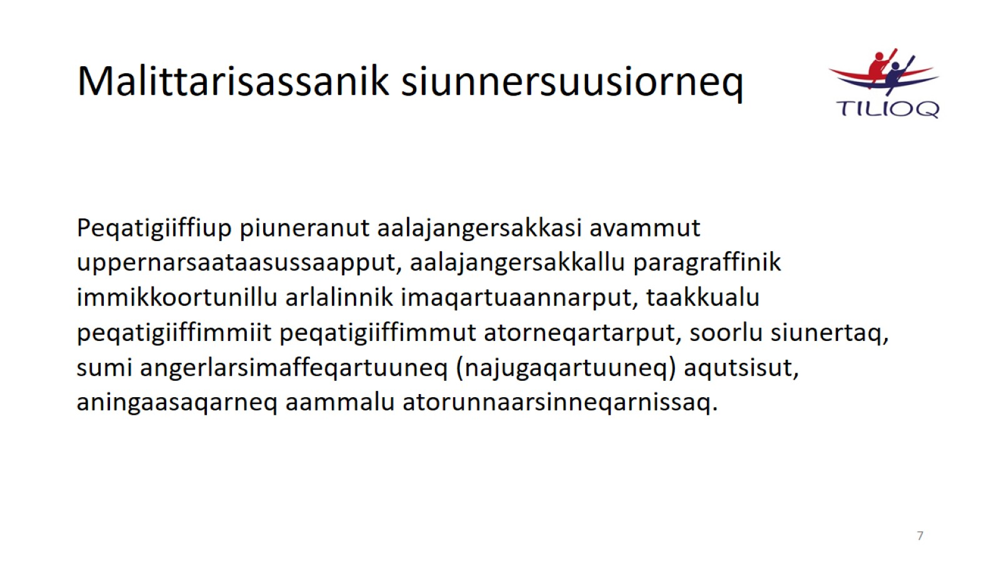 Malittarisassanik siunnersuusiorneq
TILIOQ
Peqatigiiffiup piuneranut aalajangersakkasi avammut
uppernarsaataasussaapput, aalajangersakkallu paragraffinik
immikkoortunillu arlalinnik imaqartuaannarput, taakkualu
peqatigiiffimmiit peqatigiiffimmut atorneqartarput, soorlu siunertaq,
sumi angerlarsimaffeqartuuneq (najugaqartuuneq) aqutsisut,
aningaasaqarneq aammalu atorunnaarsinneqarnissaq.
7